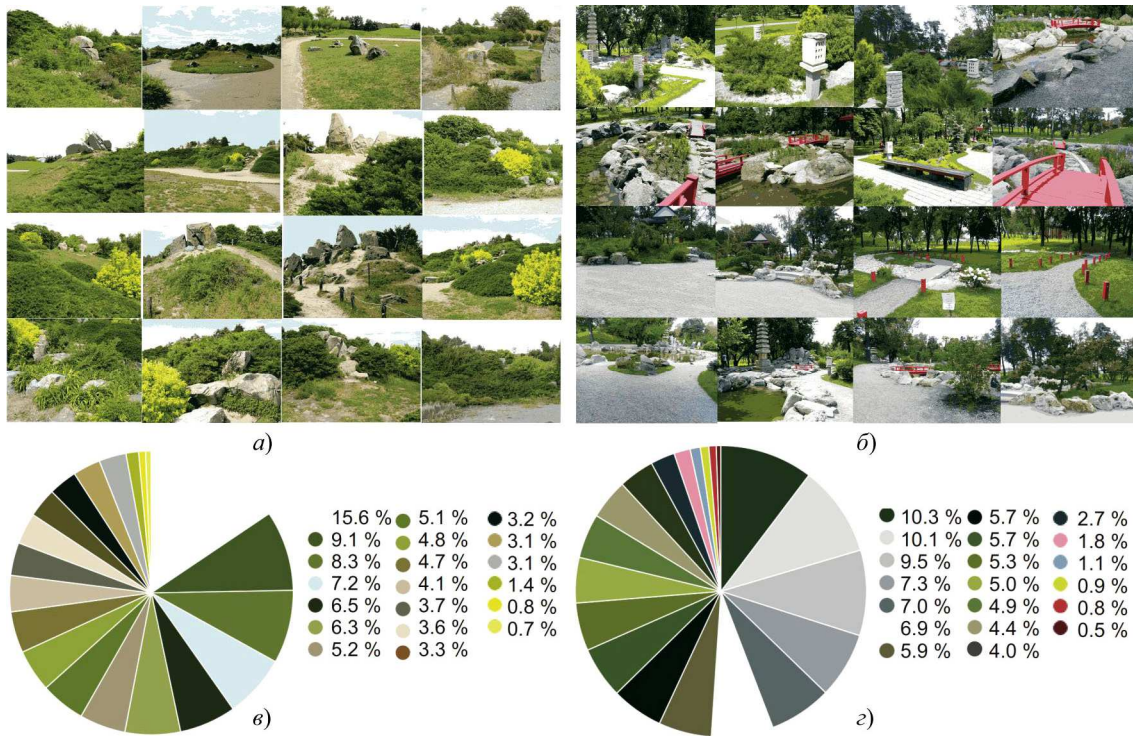 а) б)
15.6 % 5.1 % 3.2 %
9.1 % 4.8 % 3.1 %
8.3 % 4.7 % 3.1 %
7.2 % 4.1 % 1.4 %
6.5 % 3.7 % 0.8 %
6.3 % 3.6 % 0.7 %
5.2 % 3.3 %
в)
10.3 % 5.7 % 2.7 %
10.1 % 5.7 % 1.8 %
9.5 % 5.3 % 1.1 %
7.3 % 5.0 % 0.9 %
7.0 % 4.9 % 0.8 %
6.9 % 4.4 % 0.5 %
5.9 % 4.0 %
г)